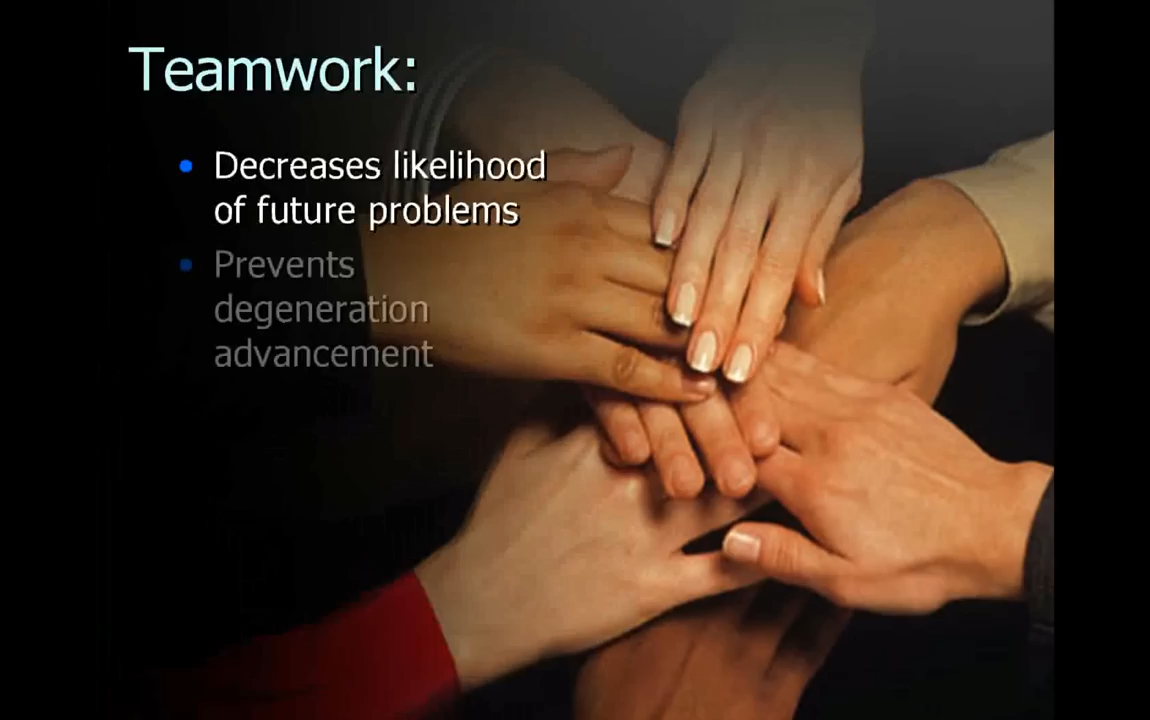 Teamwork:
Decreases likelihood
of future problems
Prevents
degeneration
advancement